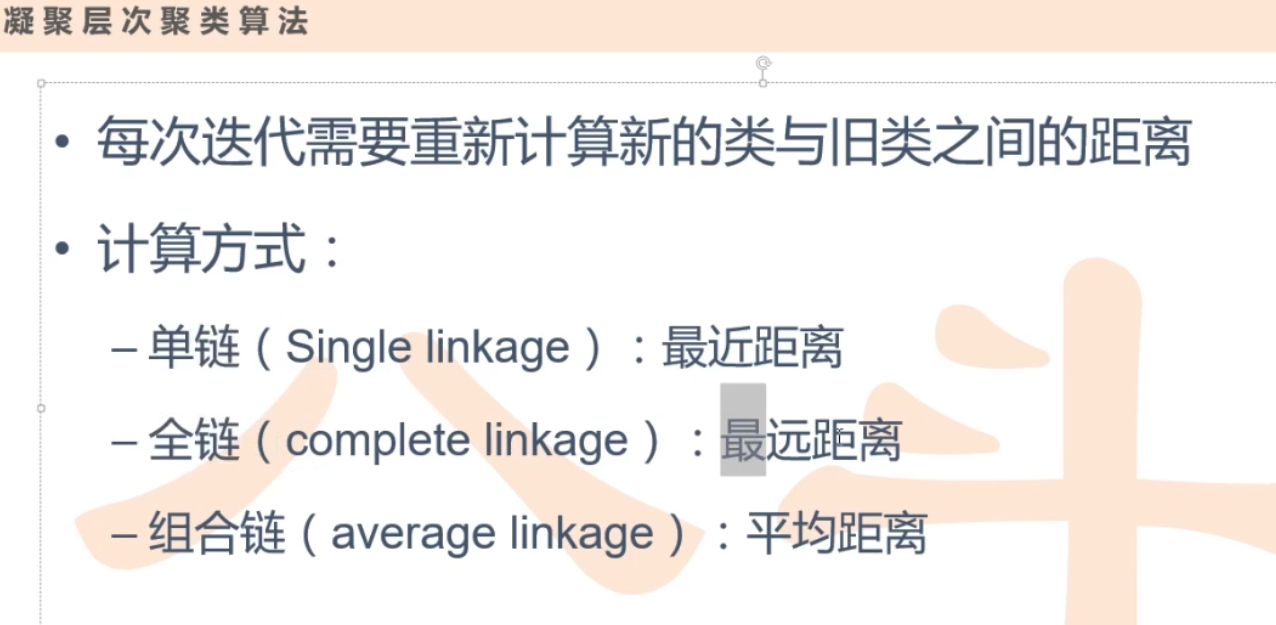 凝聚层次聚类算法
• 每次迭代需要重新计算新的类与旧类之间的距离
• 计算方式：
– 单链（Single linkage）：最近距离
– 全链（complete linkage）：最远距离
– 组合链（average linkage）：平均距离
八斗